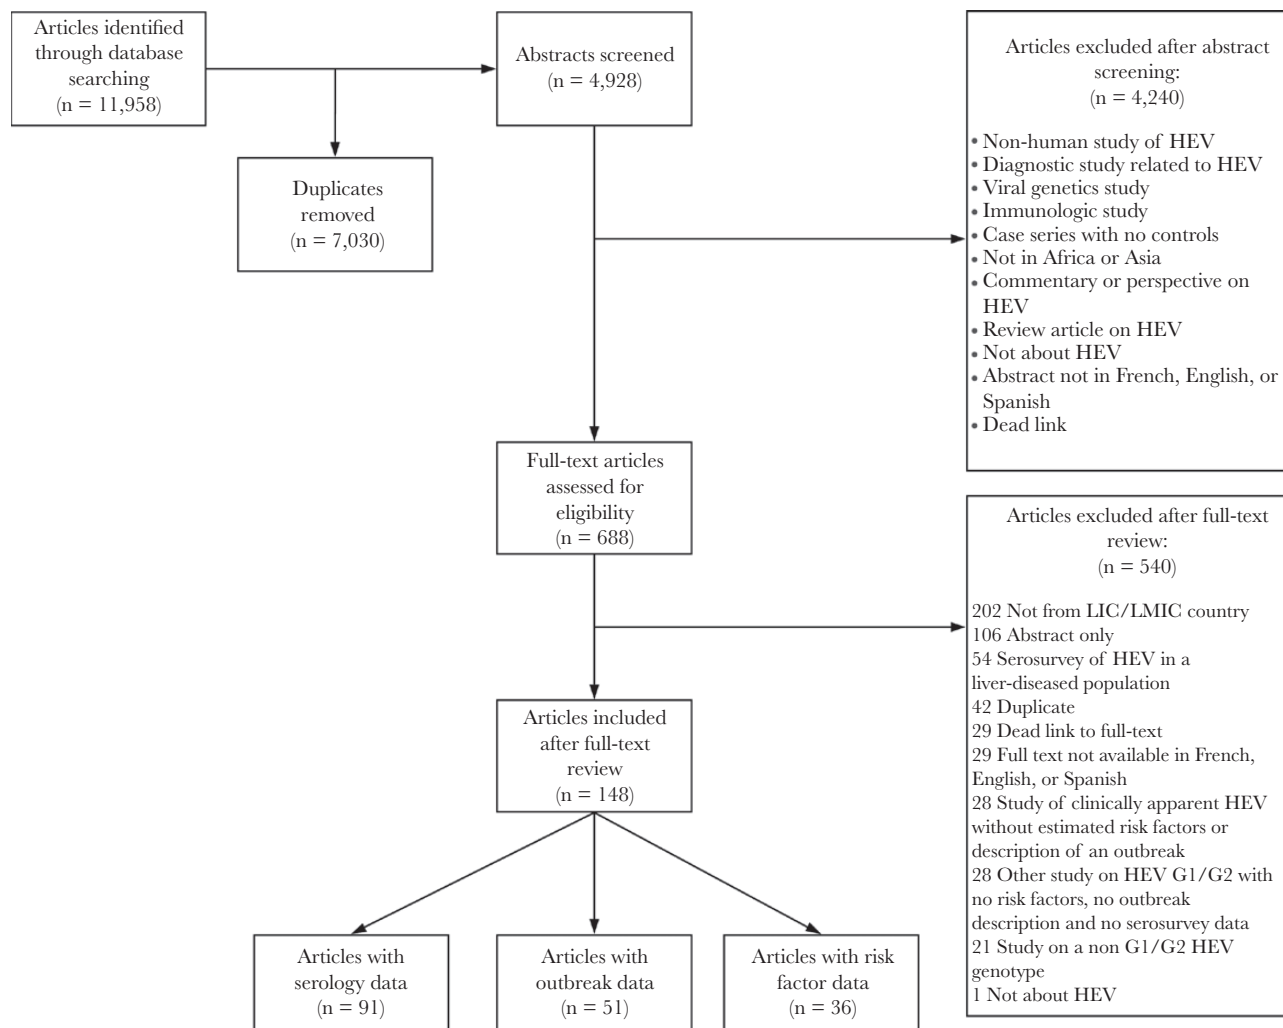 Articles identified
through database
searching
(n = 11,958)
Abstracts screened
(n = 4,928)
Duplicates
removed
(n = 7,030)
Articles excluded after abstract
screening:
(n = 4,240)
• Non-human study of HEV
• Diagnostic study related to HEV
• Viral genetics study
• Immunologic study
• Case series with no controls
• Not in Africa or Asia
• Commentary or perspective on
HEV
• Review article on HEV
• Not about HEV
• Abstract not in French, English, or
Spanish
• Dead link
Full-text articles
assessed for
eligibility
(n = 688)
Articles excluded after full-text
review:
(n = 540)
202 Not from LIC/LMIC country
106 Abstract only
54 Serosurvey of HEV in a
liver-diseased population
42 Duplicate
29 Dead link to full-text
29 Full text not available in French,
English, or Spanish
28 Study of clinically apparent HEV
without estimated risk factors or
description of an outbreak
28 Other study on HEV G1/G2 with
no risk factors, no outbreak
description and no serosurvey data
21 Study on a non G1/G2 HEV
genotype
1 Not about HEV
Articles included
after full-text
review
(n = 148)
Articles with
serology data
(n = 91)
Articles with
outbreak data
(n = 51)
Articles with risk
factor data
(n = 36)